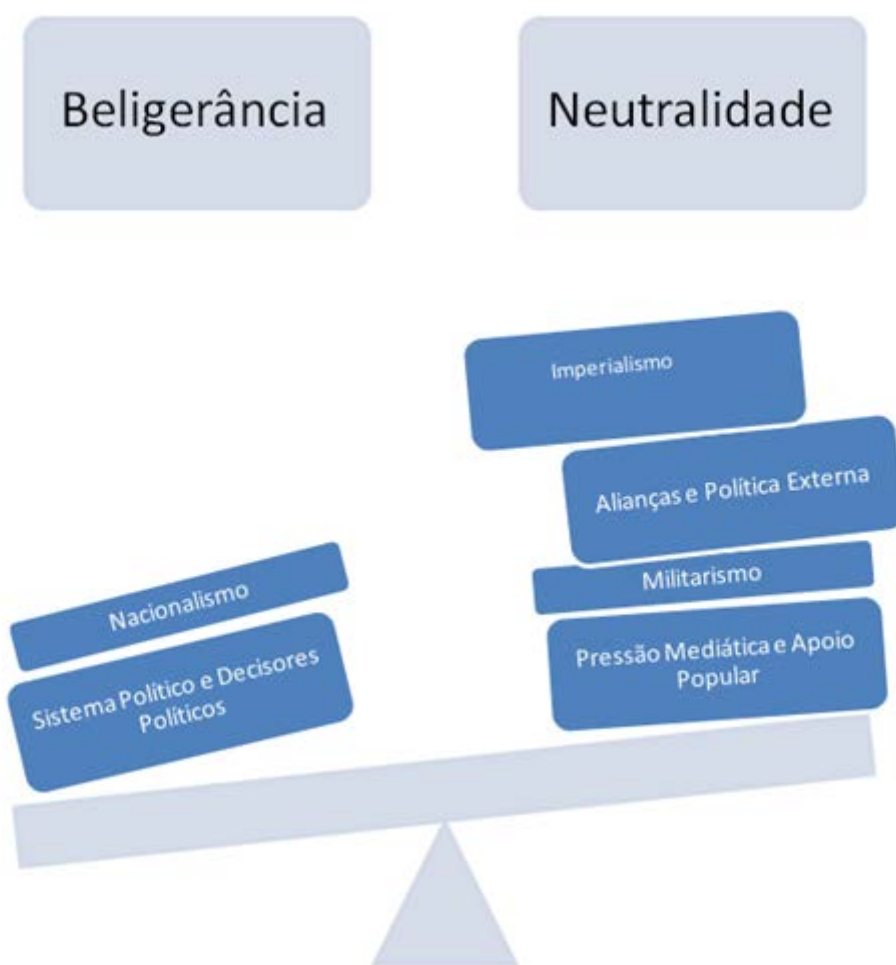 Beligerância
Neutralidade
Imperialismo
Alianças e Política Externa
Militarismo
Pressão Mediática e Apoio
Popular
Nacionalismo
Sistema Político e Decisores
Políticos